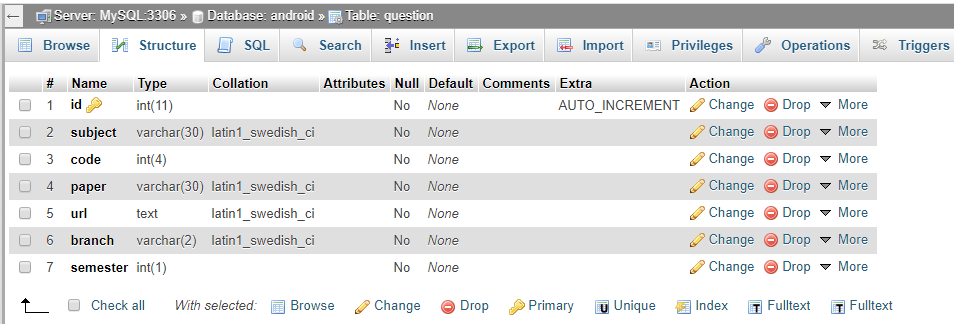 Server: MySQL:3306 » Database: android » Table: question
Browse Structure SQL Search Insert Export Import Privileges Operations Triggers
# Name Type Collation Attributes Null Default Comments Extra Action
1 id int(11) No None AUTO_INCREMENT Change Drop More
2 subject varchar(30) latin1_swedish_ci No None Change Drop More
3 code int(4) No None Change Drop More
4 paper varchar(30) latin1_swedish_ci No None Change Drop More
5 url text latin1_swedish_ci No None Change Drop More
6 branch varchar(2) latin1_swedish_ci No None Change Drop More
7 semester int(1) No None Change Drop More
Check all With selected: Browse Change Drop Primary Unique Index Fulltext Fulltext